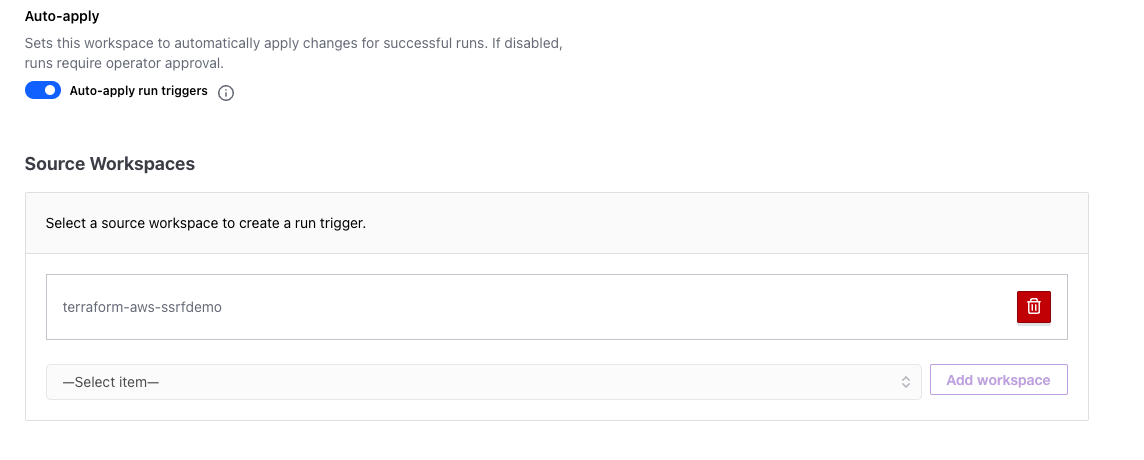 Auto-apply
Sets this workspace to automatically apply changes for successful runs. If disabled,
runs require operator approval.
Auto-apply run triggers
Source Workspaces
Select a source workspace to create a run trigger.
terraform-aws-ssrfdemo
—Select item—
Add workspace